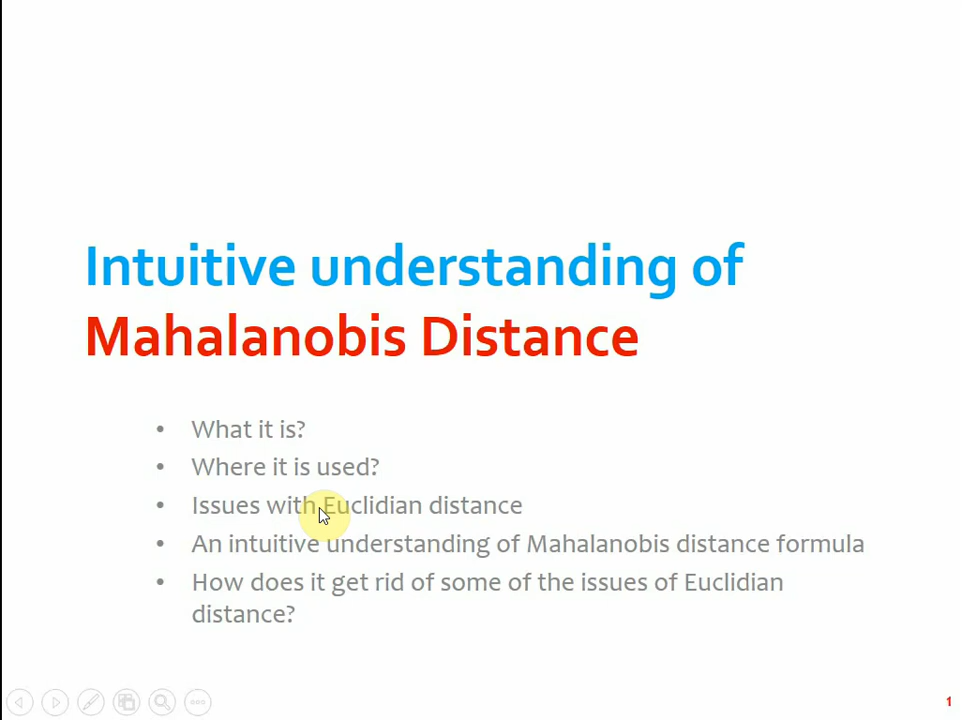 Intuitive understanding of
Mahalanobis Distance
• What it is?
• Where it is used?
• Issues with Euclidian distance
• An intuitive understanding of Mahalanobis distance formula
• How does it get rid of some of the issues of Euclidian
distance?
1